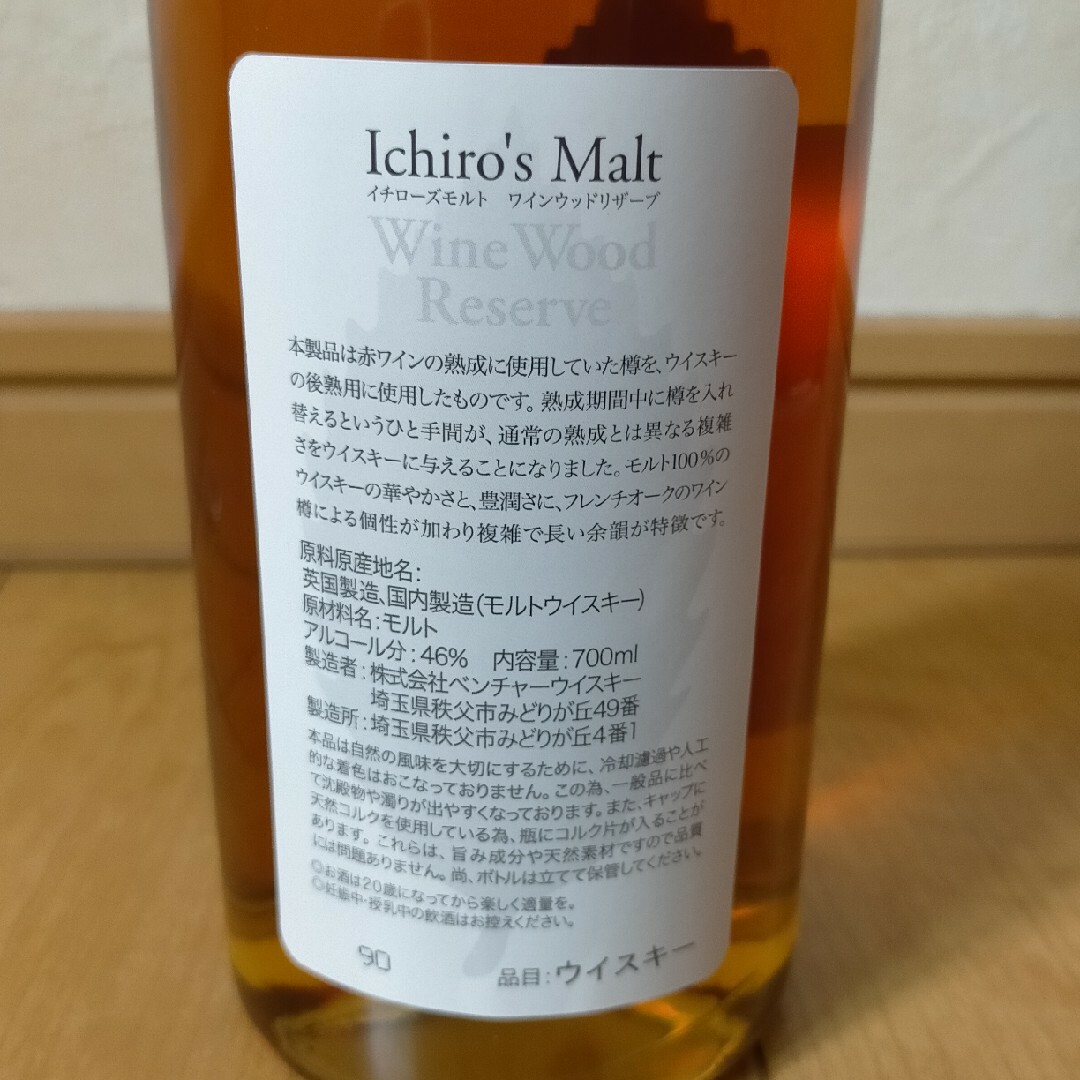 Ichiro's Malt
イチローズモルト　ワインウッドリザーブ
Wine Wood
Reserve
本製品は赤ワインの熟成に使用していた樽を、ウイスキー
の後熟用に使用したものです。熟成期間中に樽を入れ
替えるというひと手間が、通常の熟成とは異なる複雑
さをウイスキーに与えることになりました。モルト100%の
ウイスキーの華やかさと、豊潤さに、フレンチオークのワイン
樽による個性が加わり複雑で長い余韻が特徴です。
原料原産地名：
英国製造、国内製造(モルトウイスキー)
原材料名：モルト
アルコール分：46%　内容量：700ml
製造者：株式会社ベンチャーウイスキー
埼玉県秩父市みどりが丘49番
製造所：埼玉県秩父市みどりが丘4番1
本品は自然の風味を大切にするために、冷却濾過や人工
的な着色はおこなっておりません。この為、一般品に比べ
て沈殿物や濁りが出やすくなっております。また、キャップに
天然コルクを使用している為、瓶にコルク片が入ることが
あります。これらは、旨み成分や天然素材ですので品質
には問題ありません。尚、ボトルは立てて保管してください。
◎お酒は20歳になってから楽しく適量を。
◎妊娠中・授乳中の飲酒はお控えください。
90
品目：ウイスキー